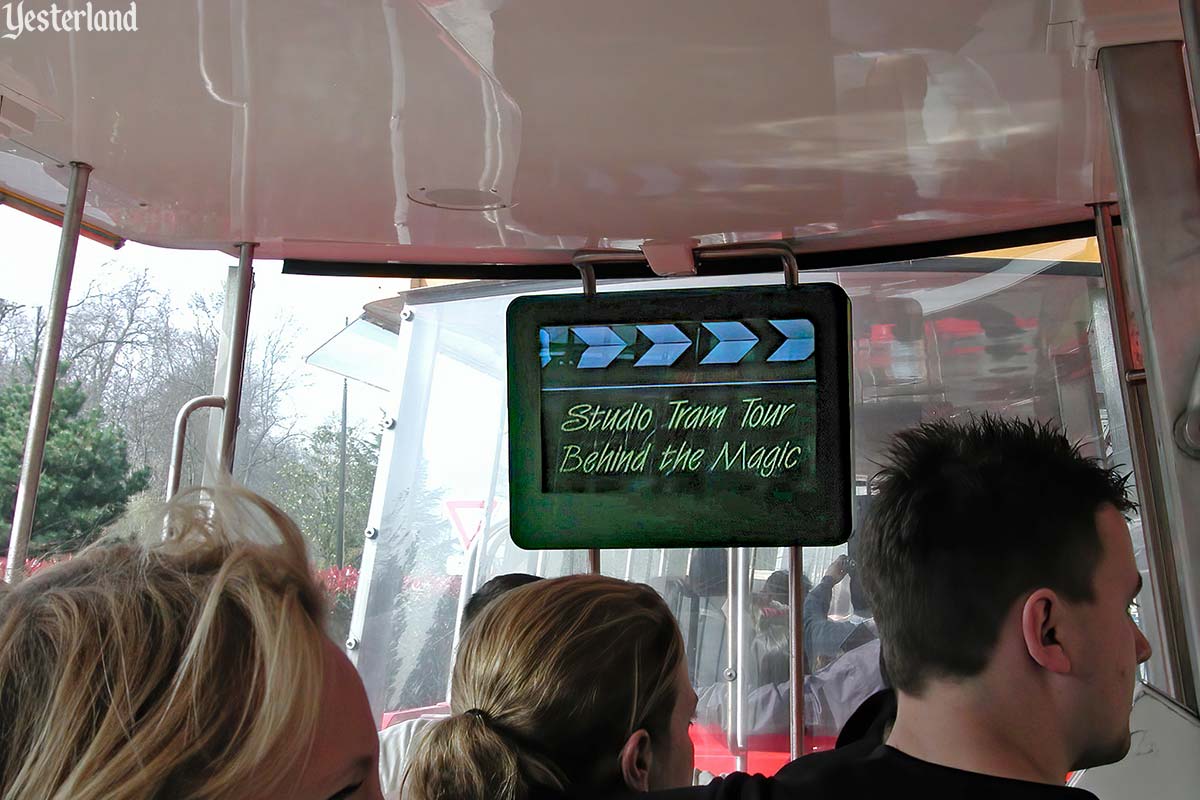 Yesterland
Studio Tram Tour
Behind the Magic